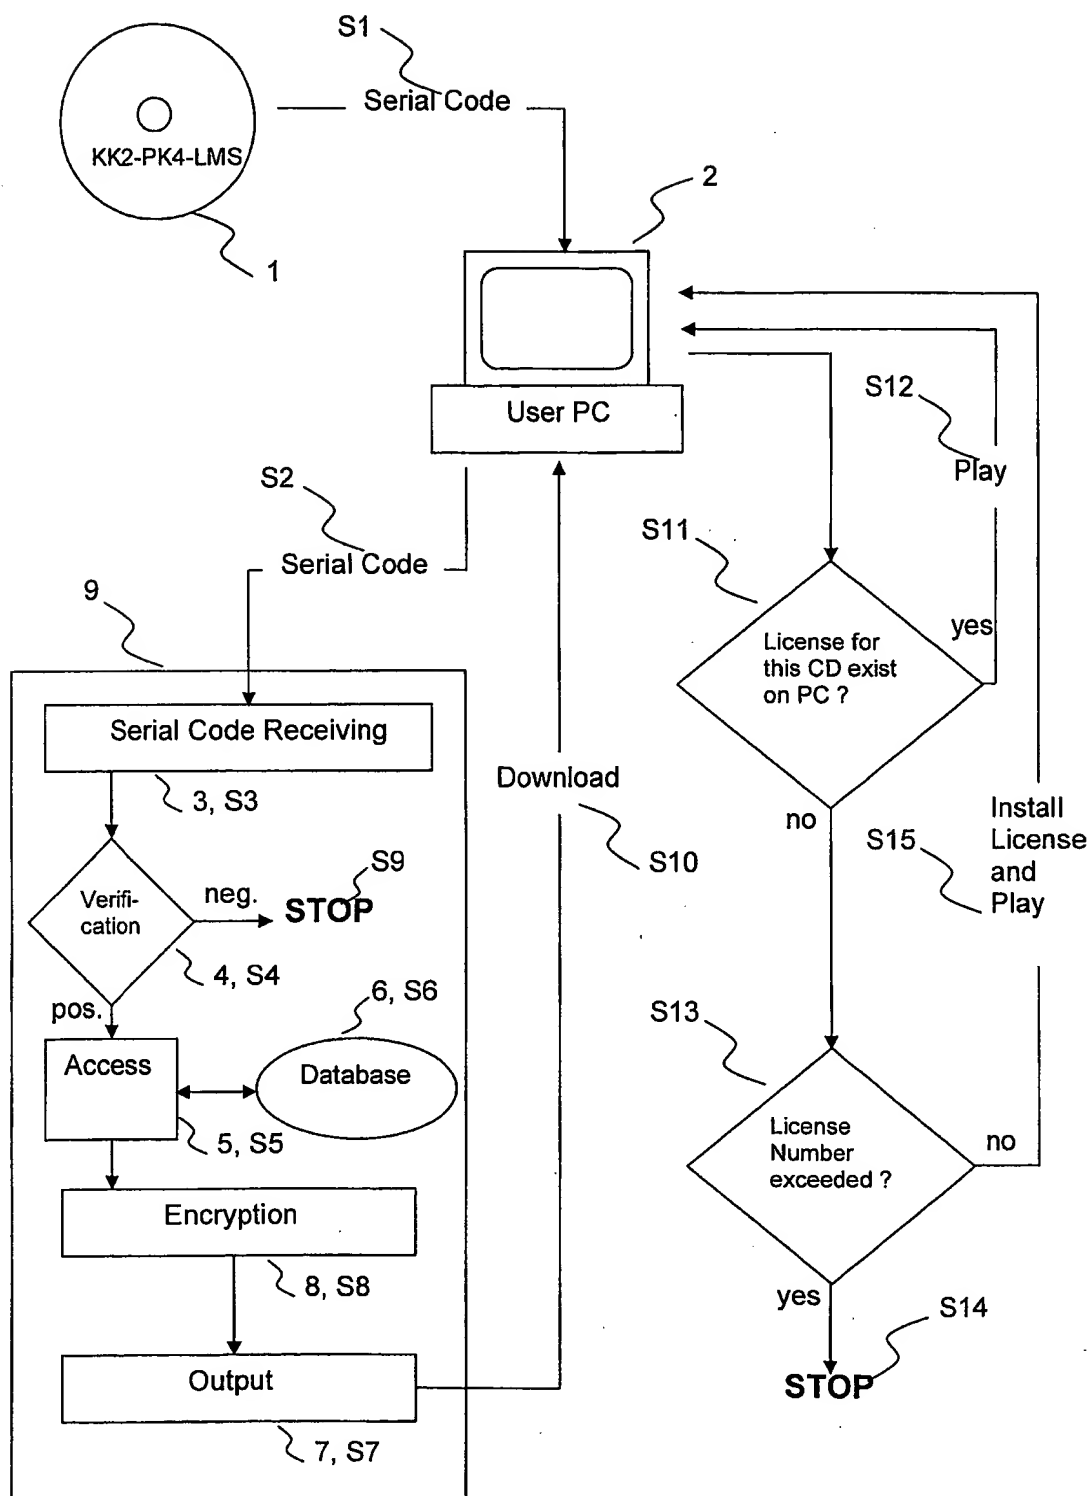 S1
Serial Code
KK2-PK4-LMS
1
2
User PC
S12
Play
S2
Serial Code
S11
License for
this CD exist
on PC ?
yes
no
9
Serial Code Receiving
3, S3
Download
S10
Install
License
and
Play
S15
Verifi-
cation
neg.
STOP
S9
4, S4
pos.
Access
6, S6
Database
5, S5
S13
License
Number
exceeded ?
no
yes
Encryption
8, S8
Output
7, S7
S14
STOP